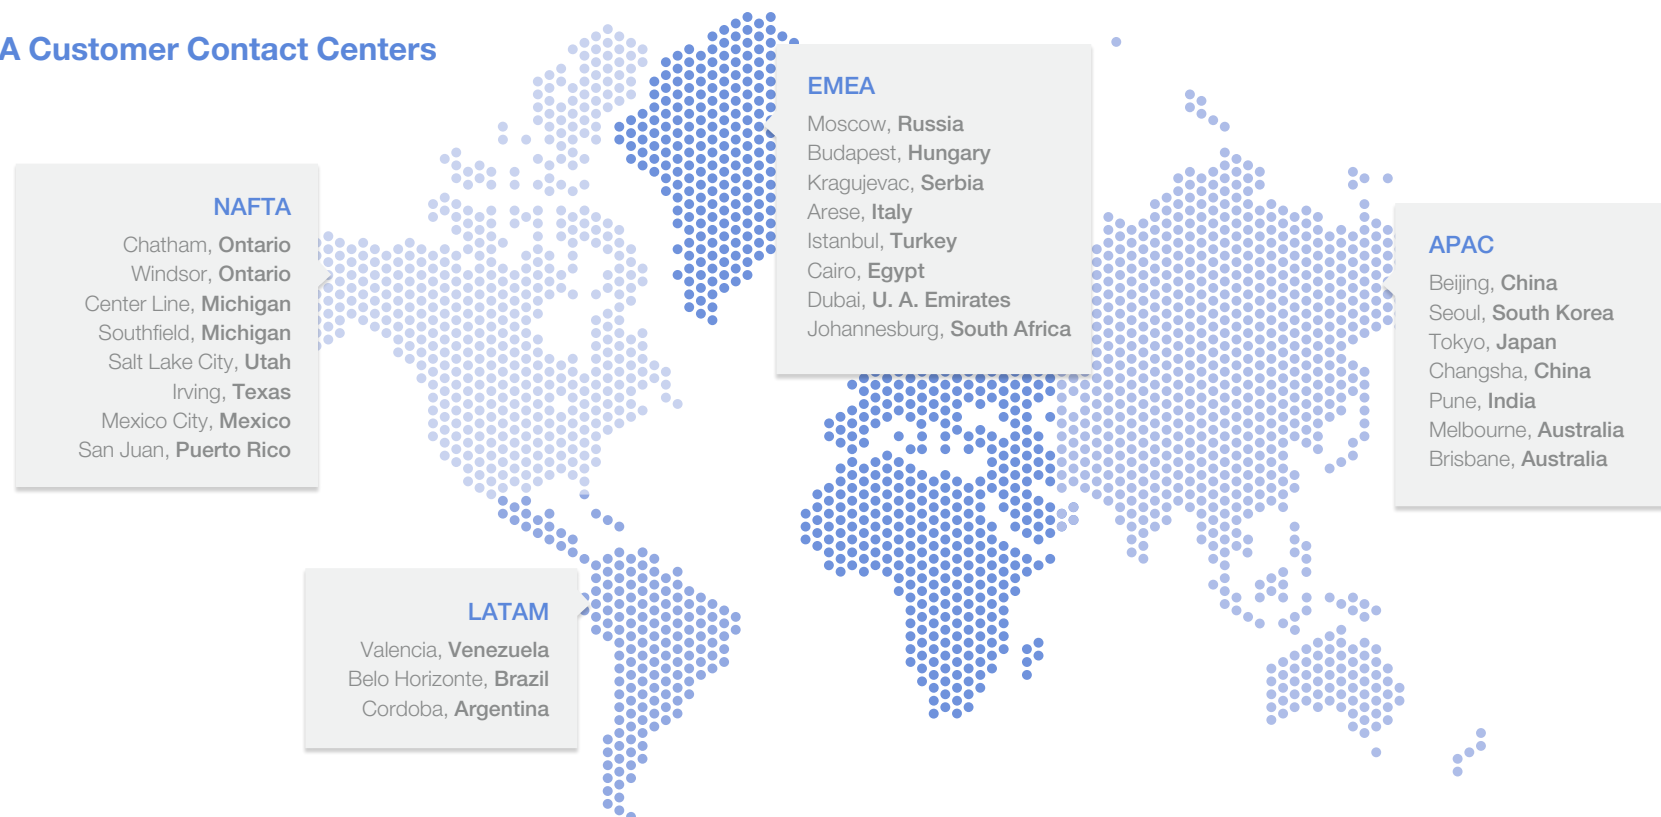 A Customer Contact Centers
NAFTA
Chatham, Ontario
Windsor, Ontario
Center Line, Michigan
Southfield, Michigan
Salt Lake City, Utah
Irving, Texas
Mexico City, Mexico
San Juan, Puerto Rico
LATAM
Valencia, Venezuela
Belo Horizonte, Brazil
Cordoba, Argentina
EMEA
Moscow, Russia
Budapest, Hungary
Kragujevac, Serbia
Arese, Italy
Istanbul, Turkey
Cairo, Egypt
Dubai, U. A. Emirates
Johannesburg, South Africa
APAC
Beijing, China
Seoul, South Korea
Tokyo, Japan
Changsha, China
Pune, India
Melbourne, Australia
Brisbane, Australia